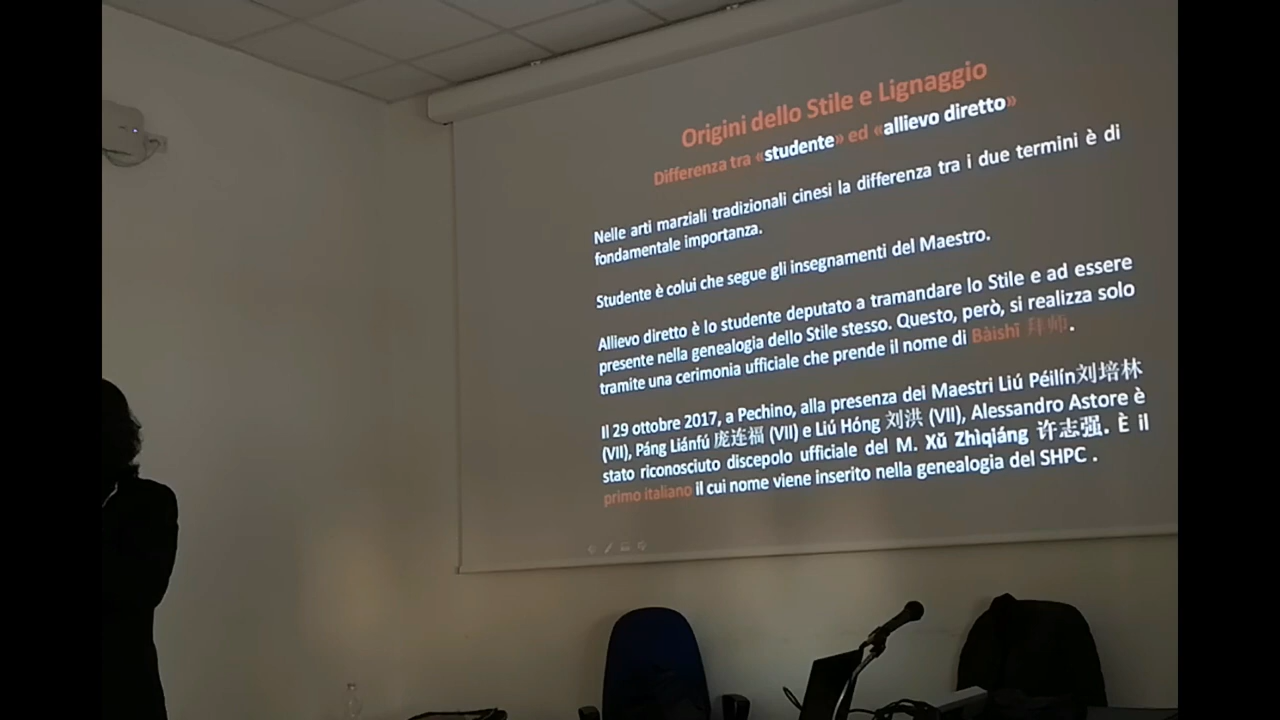 Origini dello Stile e Lignaggio
Differenza tra «studente» ed «allievo diretto»
Nelle arti marziali tradizionali cinesi la differenza tra i due termini è di
fondamentale importanza.
Studente è colui che segue gli insegnamenti del Maestro.
Allievo diretto è lo studente deputato a tramandare lo Stile e ad essere
presente nella genealogia dello Stile stesso. Questo, però, si realizza solo
tramite una cerimonia ufficiale che prende il nome di Bàishī 拜师.
Il 29 ottobre 2017, a Pechino, alla presenza dei Maestri Liú Péilín刘培林
(VII), Páng Liánfú 庞连福 (VII) e Liú Hóng 刘洪 (VII), Alessandro Astore è
stato riconosciuto discepolo ufficiale del M. Xŭ Zhìqiáng 许志强. È il
primo italiano il cui nome viene inserito nella genealogia del SHPC .